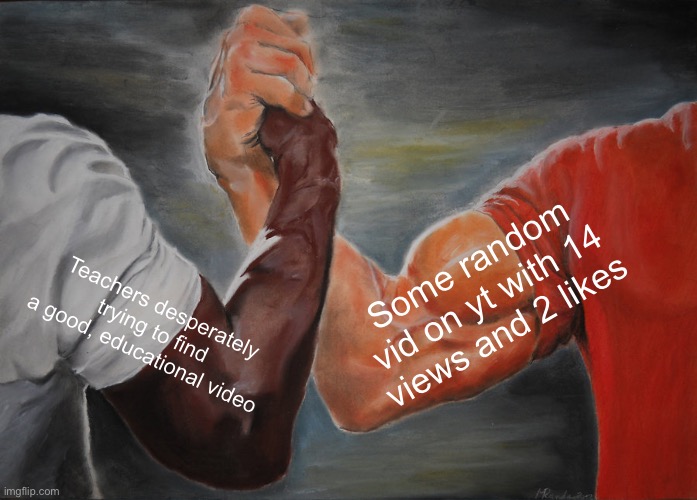 Teachers desperately
trying to find
a good, educational video
Some random
vid on yt with 14
views and 2 likes
imgflip.com